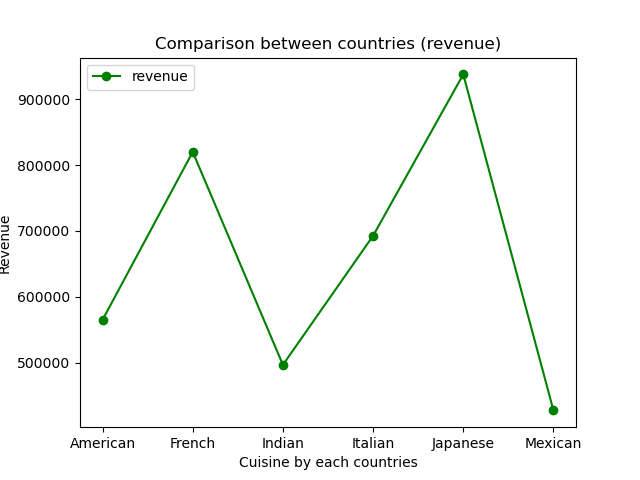 Comparison between countries (revenue)
revenue
Revenue
900000
800000
700000
600000
500000
American French Indian Italian Japanese Mexican
Cuisine by each countries